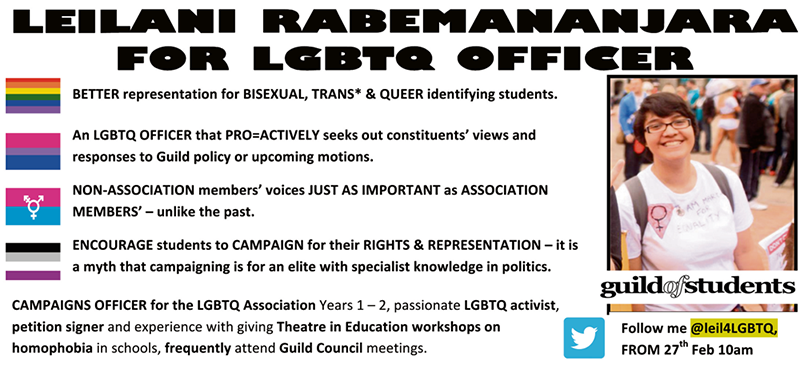 LEILANI RABEMANANJARA
FOR LGBTQ OFFICER
BETTER representation for BISEXUAL, TRANS* & QUEER identifying students.
An LGBTQ OFFICER that PRO=ACTIVELY seeks out constituents' views and
responses to Guild policy or upcoming motions.
NON-ASSOCIATION members' voices JUST AS IMPORTANT as ASSOCIATION
MEMBERS' – unlike the past.
ENCOURAGE students to CAMPAIGN for their RIGHTS & REPRESENTATION – it is
a myth that campaigning is for an elite with specialist knowledge in politics.
CAMPAIGNS OFFICER for the LGBTQ Association Years 1 – 2, passionate LGBTQ activist,
petition signer and experience with giving Theatre in Education workshops on
homophobia in schools, frequently attend Guild Council meetings.
EQUALITY
guildofstudents
Follow me @leil4LGBTQ,
FROM 27th Feb 10am